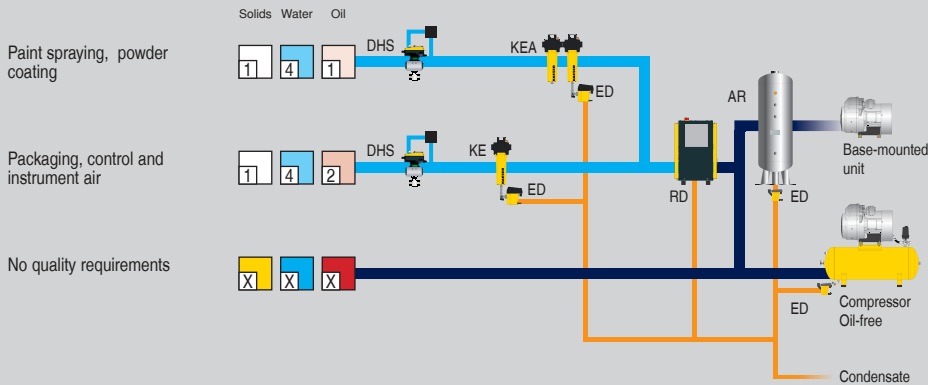 Solids Water Oil
Paint spraying, powder
coating
1 4 1
DHS
KEA
ED
AR
Base-mounted
unit
Packaging, control and
instrument air
1 4 2
DHS
KE
ED
RD
ED
No quality requirements
X X X
ED
Compressor
Oil-free
Condensate